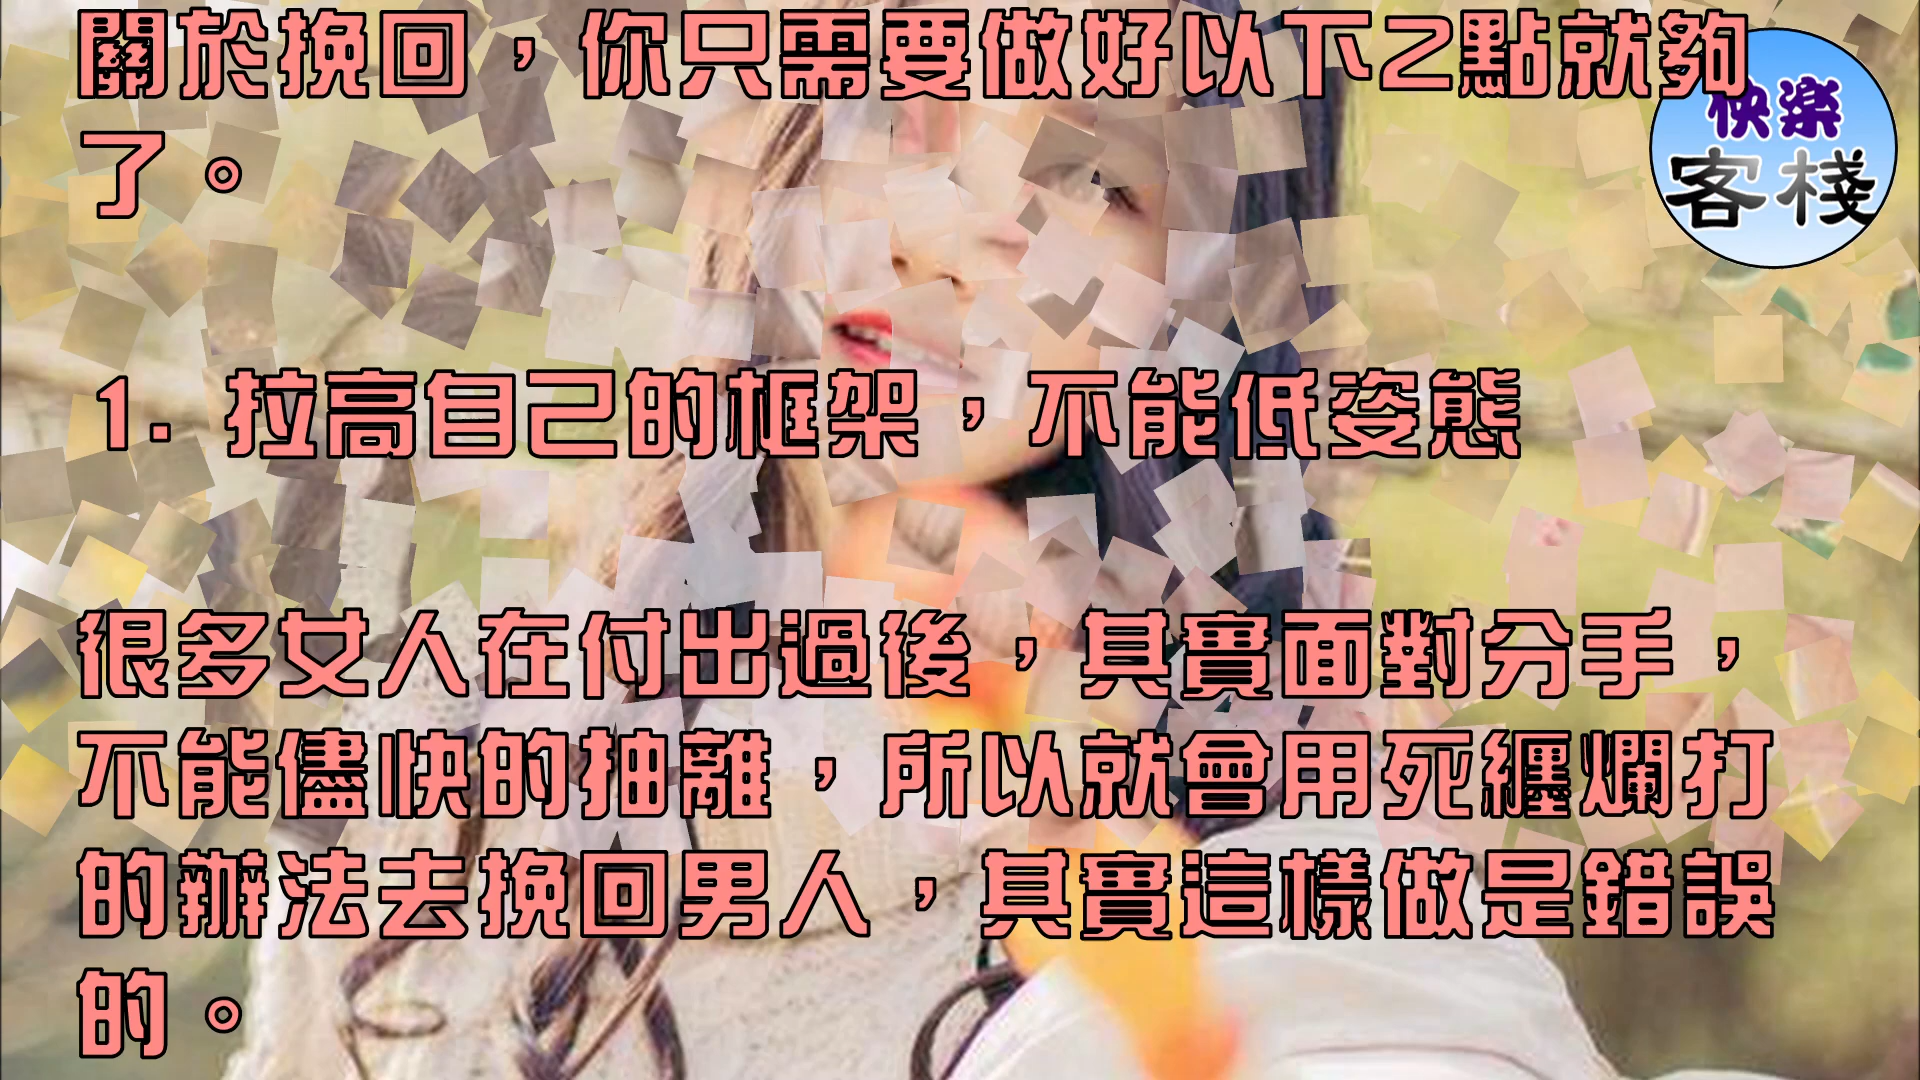 關於挽回，你只需要做好以下2點就夠
了。
快楽
客棧
1. 拉高自己的框架，不能低姿態
很多女人在付出過後，其實面對分手，
不能儘快的抽離，所以就會用死纏爛打
的辦法去挽回男人，其實這樣做是錯誤
的。